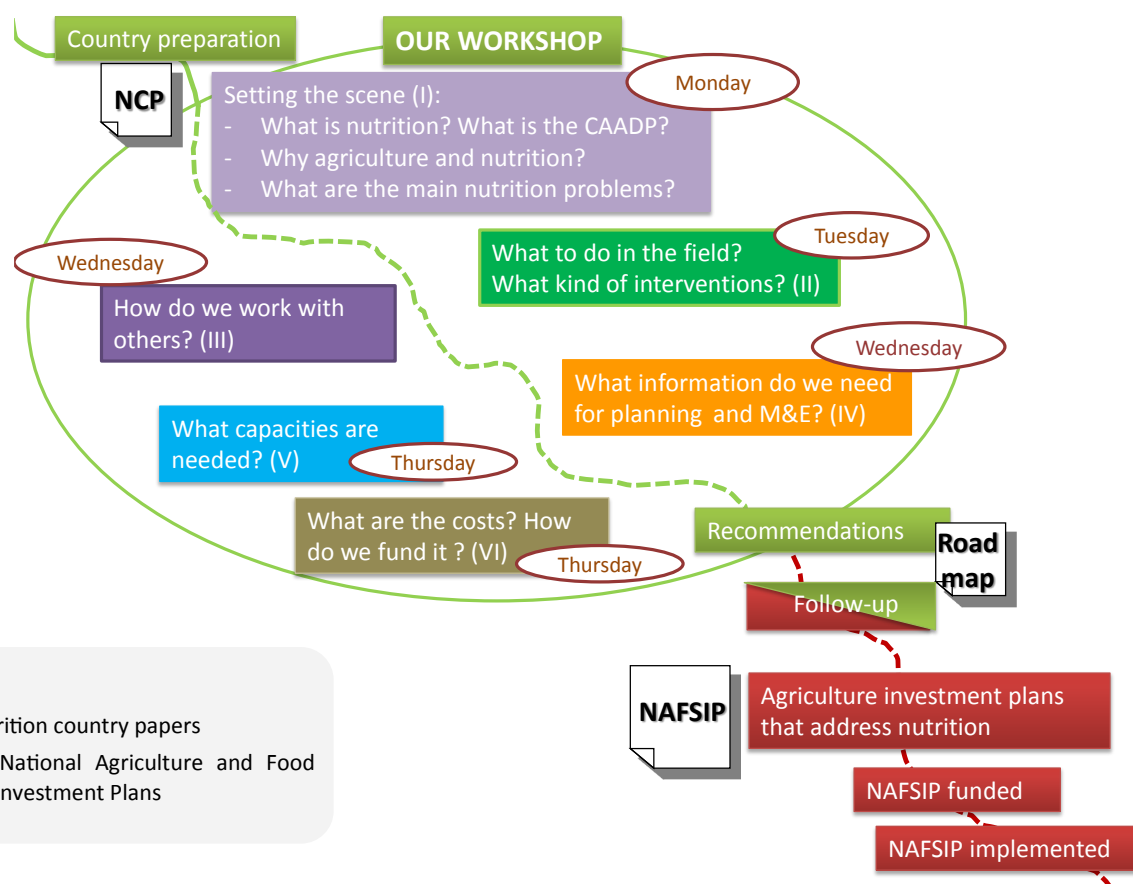 Country preparation
OUR WORKSHOP
NCP
Monday
Setting the scene (I):
- What is nutrition? What is the CAADP?
- Why agriculture and nutrition?
- What are the main nutrition problems?
Tuesday
What to do in the field?
What kind of interventions? (II)
Wednesday
How do we work with
others? (III)
Wednesday
What information do we need
for planning and M&E? (IV)
What capacities are
needed? (V)
Thursday
What are the costs? How
do we fund it ? (VI)
Thursday
Recommendations
Road
map
Follow-up
NAFSIP
Agriculture investment plans
that address nutrition
NAFSIP funded
NAFSIP implemented
country papers
National Agriculture and Food
Plans